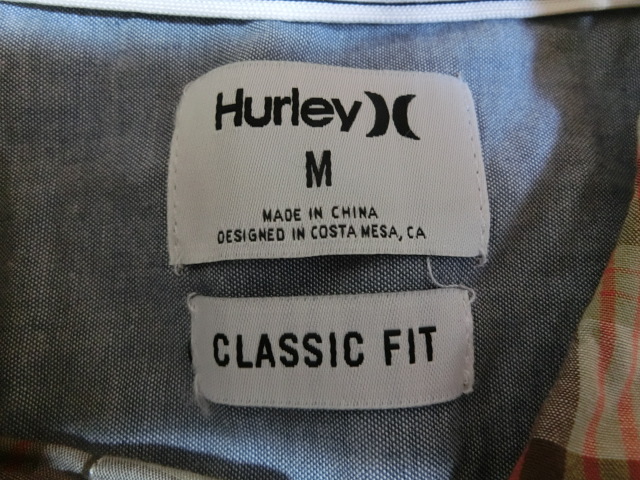 Hurley
M
MADE IN CHINA
DESIGNED IN COSTA MESA, CA
CLASSIC FIT